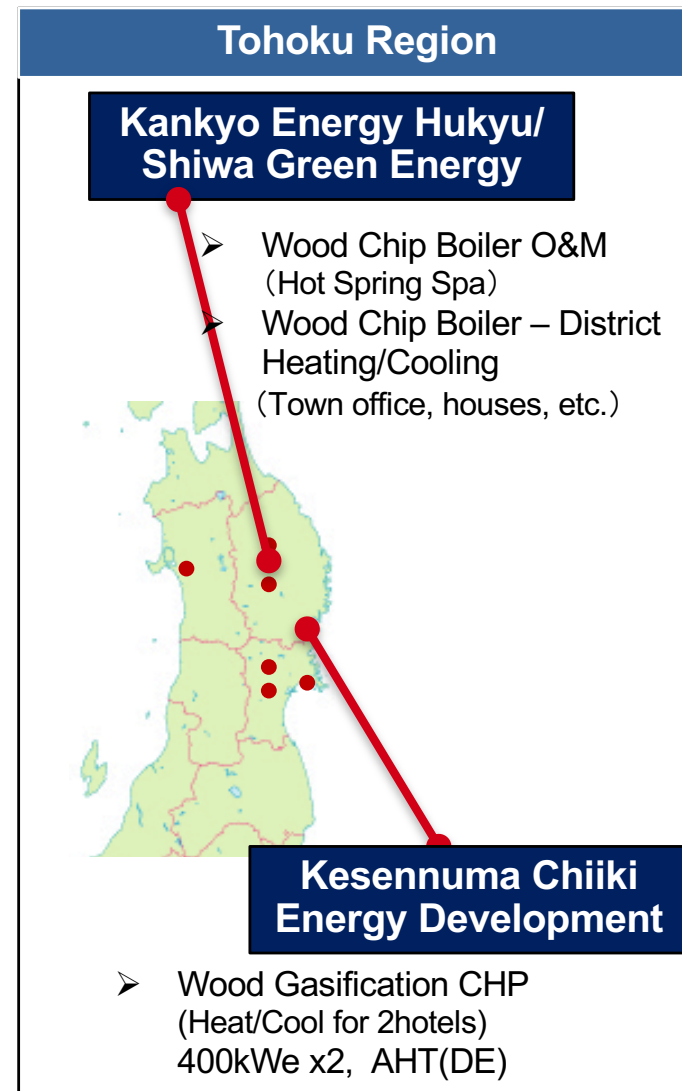 Tohoku Region
Kankyo Energy Hukyu/
Shiwa Green Energy
➢ Wood Chip Boiler O&M
（Hot Spring Spa）
➢ Wood Chip Boiler – District
Heating/Cooling
（Town office, houses, etc.）
Kesennuma Chiiki
Energy Development
➢ Wood Gasification CHP
(Heat/Cool for 2hotels)
400kWe x2, AHT(DE)